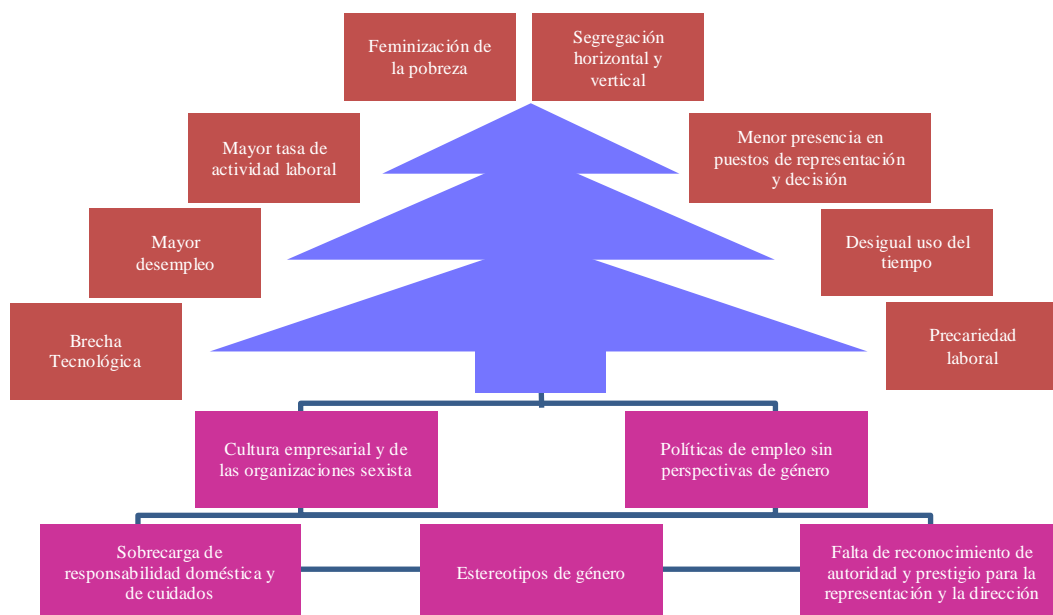 Feminización de
la pobreza
Segregación
horizontal y
vertical
Mayor tasa de
actividad laboral
Menor presencia en
puestos de representación
y decisión
Mayor
desempleo
Desigual uso del
tiempo
Brecha
Tecnológica
Precariedad
laboral
Cultura empresarial y de
las organizaciones sexista
Políticas de empleo sin
perspectivas de género
Sobrecarga de
responsabilidad doméstica y
de cuidados
Estereotipos de género
Falta de reconocimiento de
autoridad y prestigio para la
representación y la dirección